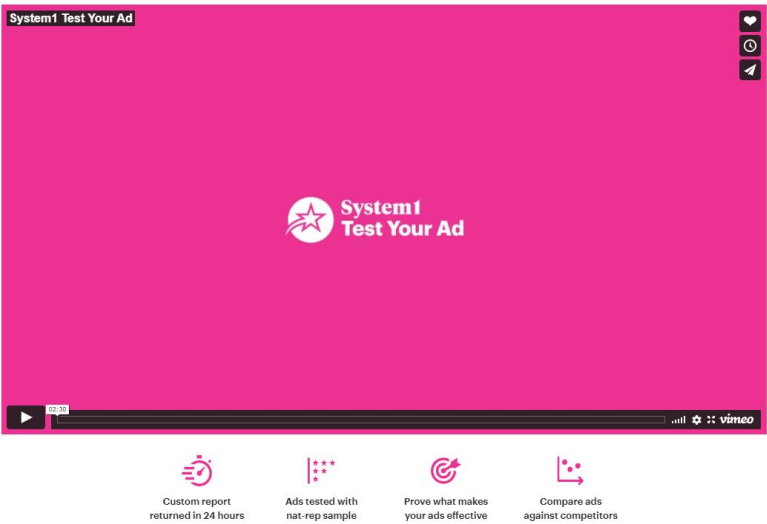 System1 Test Your Ad
System1
Test Your Ad
02:30
vimeo
Custom report
returned in 24 hours
Ads tested with
nat-rep sample
Prove what makes
your ads effective
Compare ads
against competitors